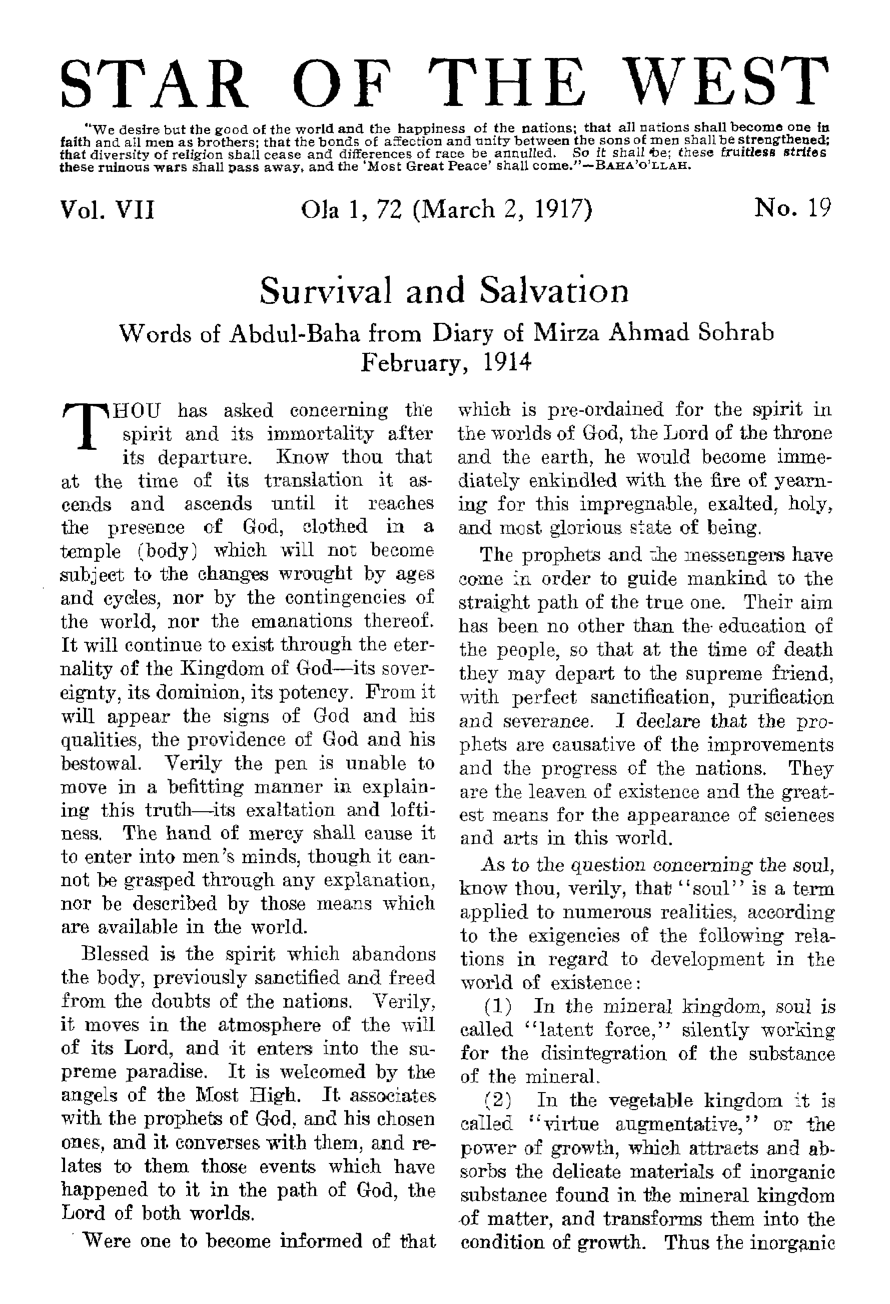 STAR OF THE WEST
"We desire but the good of the world and the happiness of the nations; that all nations shall become one in
faith and all men as brothers; that the bonds of affection and unity between the sons of men shall be strengthened;
that diversity of religion shall cease and differences of race be annulled. So it shall be; these fruitless strifes
these ruinous wars shall pass away, and the 'Most Great Peace' shall come."—BAHA'O'LLAH.
Vol. VII Ola 1, 72 (March 2, 1917) No. 19
Survival and Salvation
Words of Abdul-Baha from Diary of Mirza Ahmad Sohrab
February, 1914
THOU has asked concerning the
spirit and its immortality after
its departure. Know thou that
at the time of its translation it as-
cends and ascends until it reaches
the presence of God, clothed in a
temple (body) which will not become
subject to the changes wrought by ages
and cycles, nor by the contingencies of
the world, nor the emanations thereof.
It will continue to exist through the eter-
nality of the Kingdom of God—its sover-
eignty, its dominion, its potency. From it
will appear the signs of God and his
qualities, the providence of God and his
bestowal. Verily the pen is unable to
move in a befitting manner in explain-
ing this truth—its exaltation and lofti-
ness. The hand of mercy shall cause it
to enter into men's minds, though it can-
not be grasped through any explanation,
nor be described by those means which
are available in the world.
Blessed is the spirit which abandons
the body, previously sanctified and freed
from the doubts of the nations. Verily,
it moves in the atmosphere of the will
of its Lord, and it enters into the su-
preme paradise. It is welcomed by the
angels of the Most High. It associates
with the prophets of God, and his chosen
ones, and it converses with them, and re-
lates to them those events which have
happened to it in the path of God, the
Lord of both worlds.
Were one to become informed of that
which is pre-ordained for the spirit in
the worlds of God, the Lord of the throne
and the earth, he would become imme-
diately enkindled with the fire of yearn-
ing for this impregnable, exalted, holy,
and most glorious state of being.
The prophets and the messengers have
come in order to guide mankind to the
straight path of the true one. Their aim
has been no other than the education of
the people, so that at the time of death
they may depart to the supreme friend,
with perfect sanctification, purification
and severance. I declare that the pro-
phets are causative of the improvements
and the progress of the nations. They
are the leaven of existence and the great-
est means for the appearance of sciences
and arts in this world.
As to the question concerning the soul,
know thou, verily, that "soul" is a term
applied to numerous realities, according
to the exigencies of the following rela-
tions in regard to development in the
world of existence:
(1) In the mineral kingdom, soul is
called "latent force," silently working
for the disintegration of the substance
of the mineral.
(2) In the vegetable kingdom it is
called "virtue augmentative," or the
power of growth, which attracts and ab-
sorbs the delicate materials of inorganic
substance found in the mineral kingdom
of matter, and transforms them into the
condition of growth. Thus the inorganic